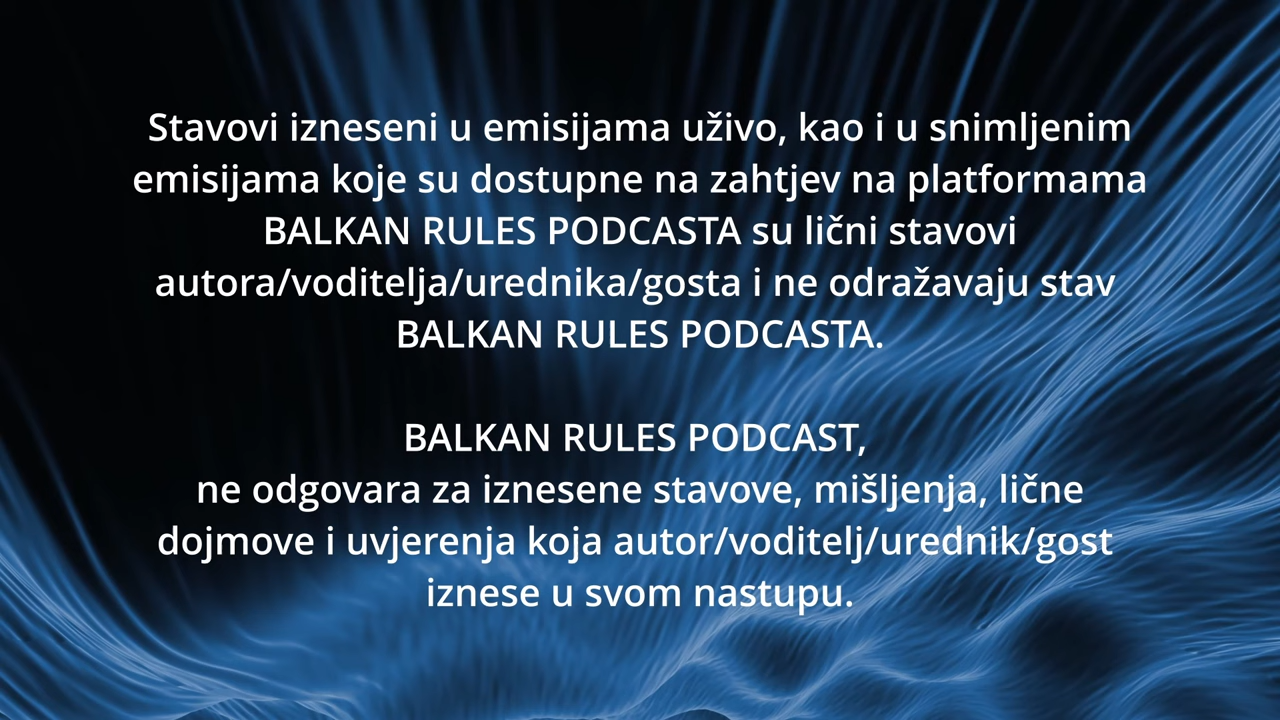 Stavovi izneseni u emisijama uživo, kao i u snimljenim
emisijama koje su dostupne na zahtjev na platformama
BALKAN RULES PODCASTA su lični stavovi
autora/voditelja/urednika/gosta i ne odražavaju stav
BALKAN RULES PODCASTA.
BALKAN RULES PODCAST,
ne odgovara za iznesene stavove, mišljenja, lične
dojmove i uvjerenja koja autor/voditelj/urednik/gost
iznese u svom nastupu.